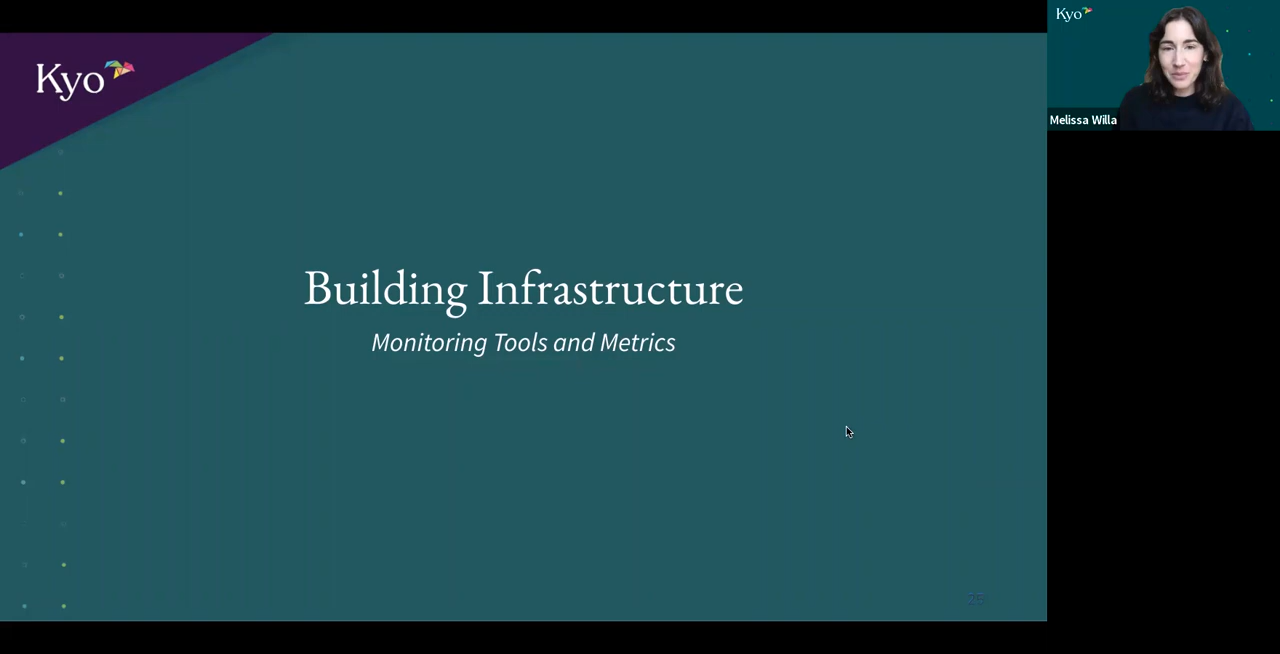 Kyo
Building Infrastructure
Monitoring Tools and Metrics
Kyo
Melissa Willa